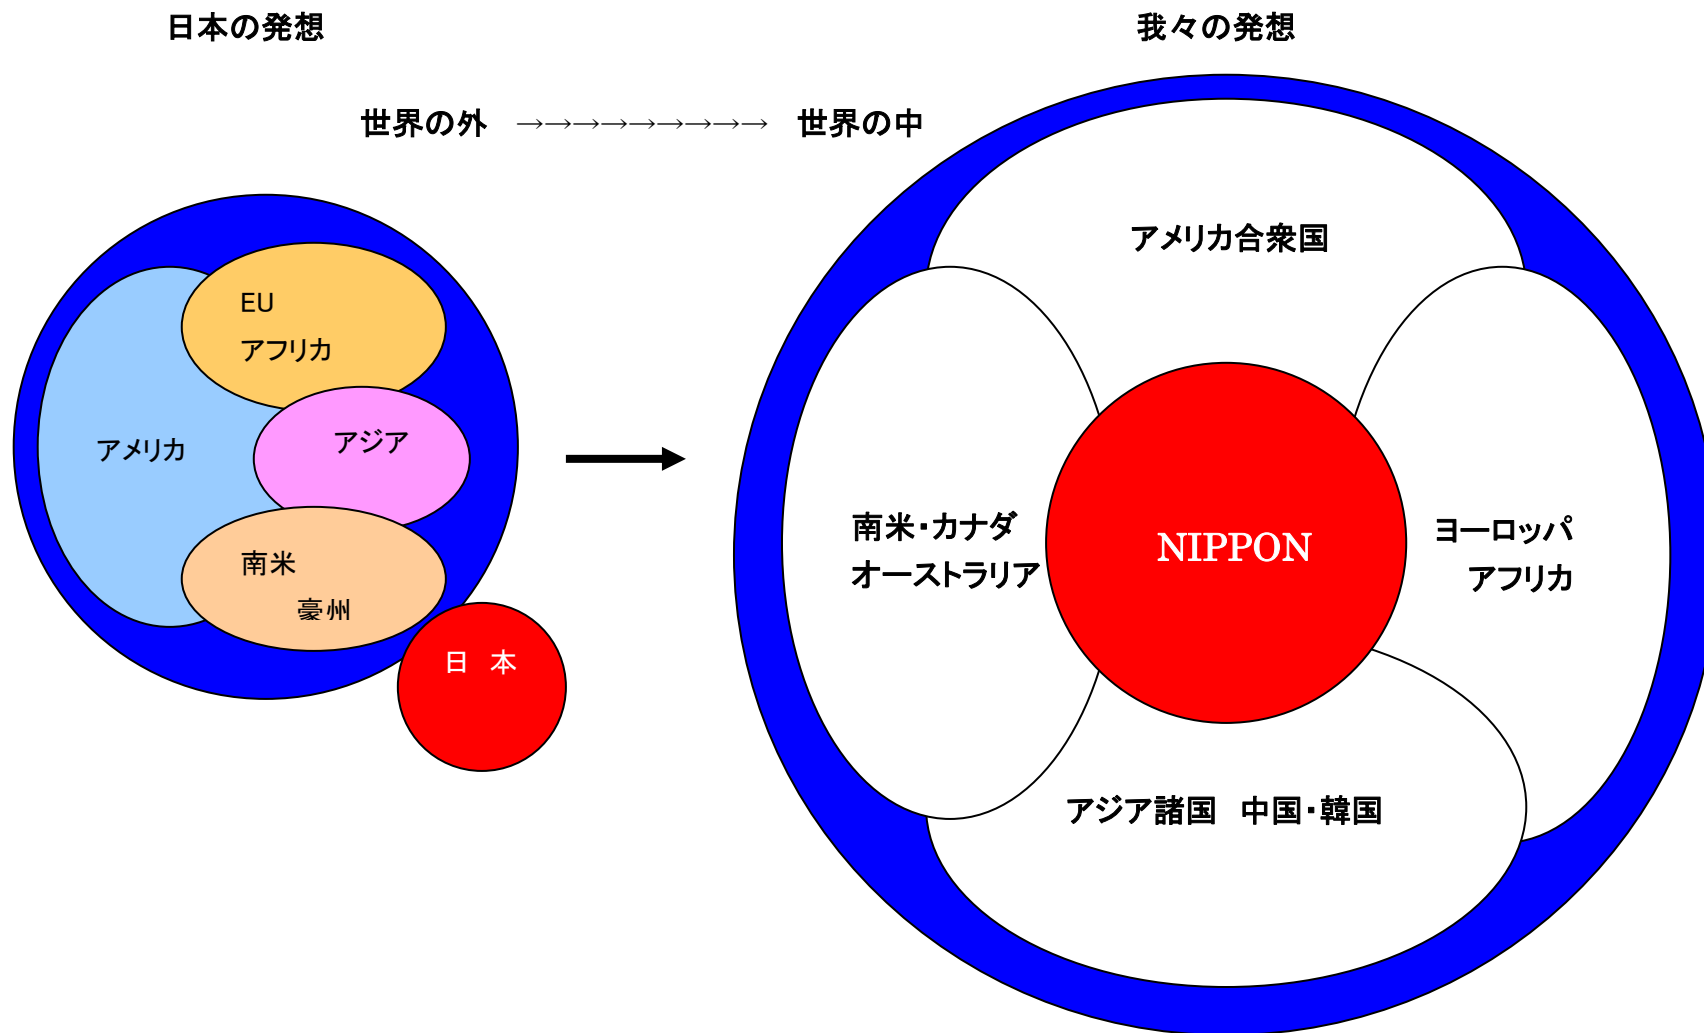 日本の発想
我々の発想
世界の外 →→→→→→→→→ 世界の中
EU
アフリカ
アメリカ
アジア
南米
豪州
日 本
アメリカ合衆国
南米・カナダ
オーストラリア
NIPPON
ヨーロッパ
アフリカ
アジア諸国 中国・韓国